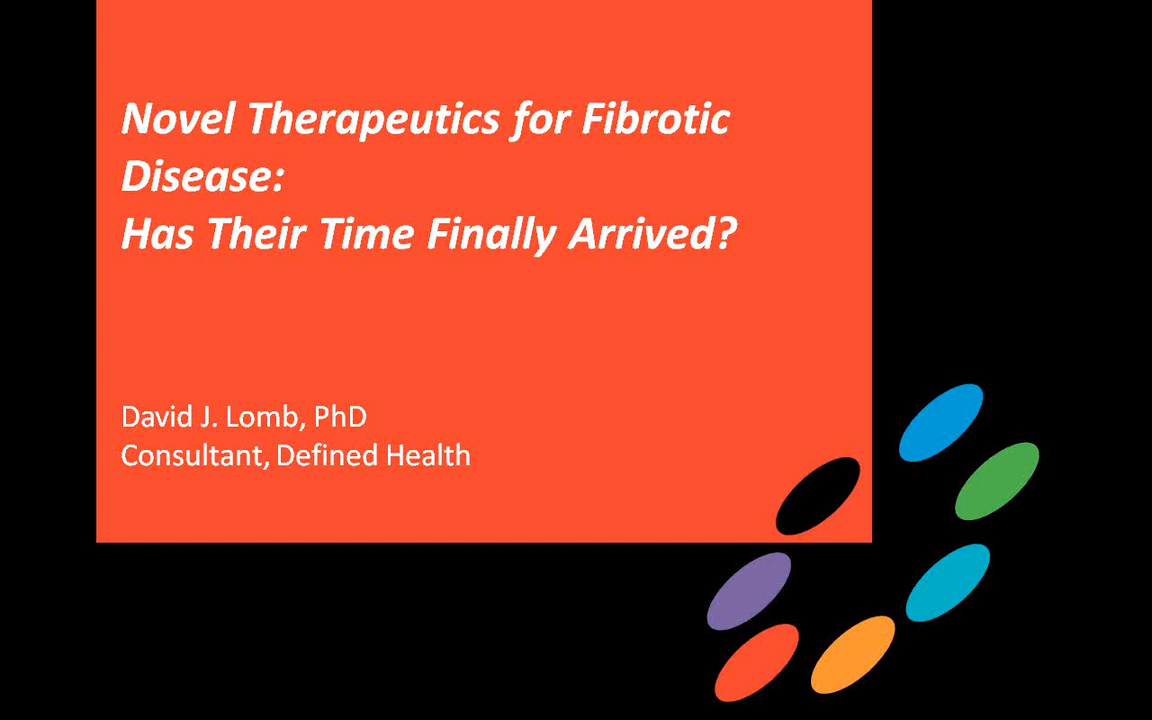 Novel Therapeutics for Fibrotic
Disease:
Has Their Time Finally Arrived?
David J. Lomb, PhD
Consultant, Defined Health